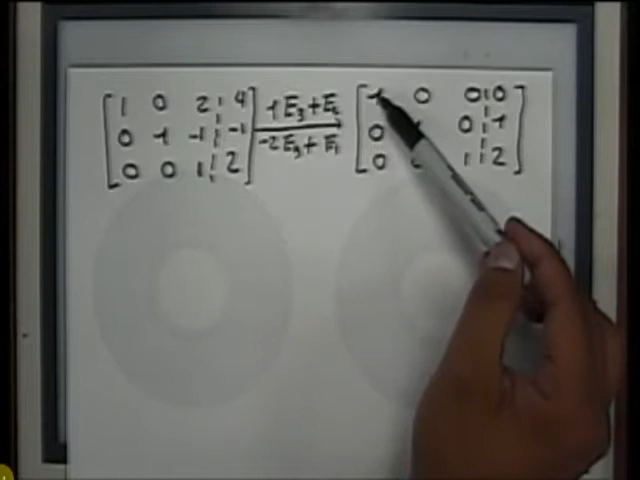 1 0 2 ¦ 4 1E₃+E₂ 1 0 0 ¦ 0
0 1 -1 ¦ -1 -2E₃+E₁ 0 0 ¦ 1
0 0 1 ¦ 2 0 1 ¦ 2